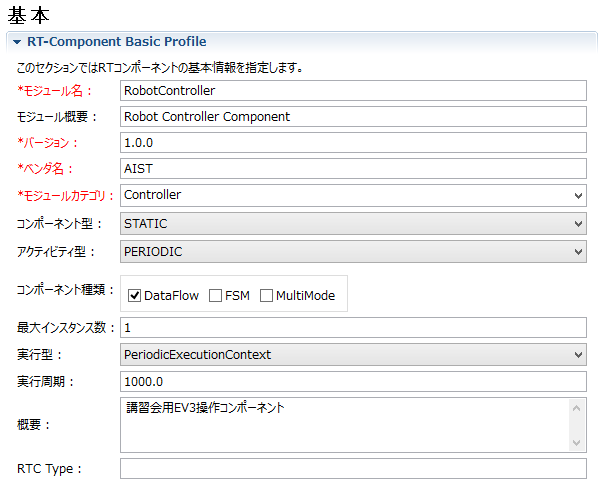 基本
RT-Component Basic Profile
このセクションではRTコンポーネントの基本情報を指定します。
*モジュール名： RobotController
モジュール概要： Robot Controller Component
*バージョン： 1.0.0
*ベンダ名： AIST
*モジュールカテゴリ： Controller
コンポーネント型： STATIC
アクティビティ型： PERIODIC
コンポーネント種類： DataFlow FSM MultiMode
最大インスタンス数： 1
実行型： PeriodicExecutionContext
実行周期： 1000.0
概要： 講習会用EV3操作コンポーネント
RTC Type：